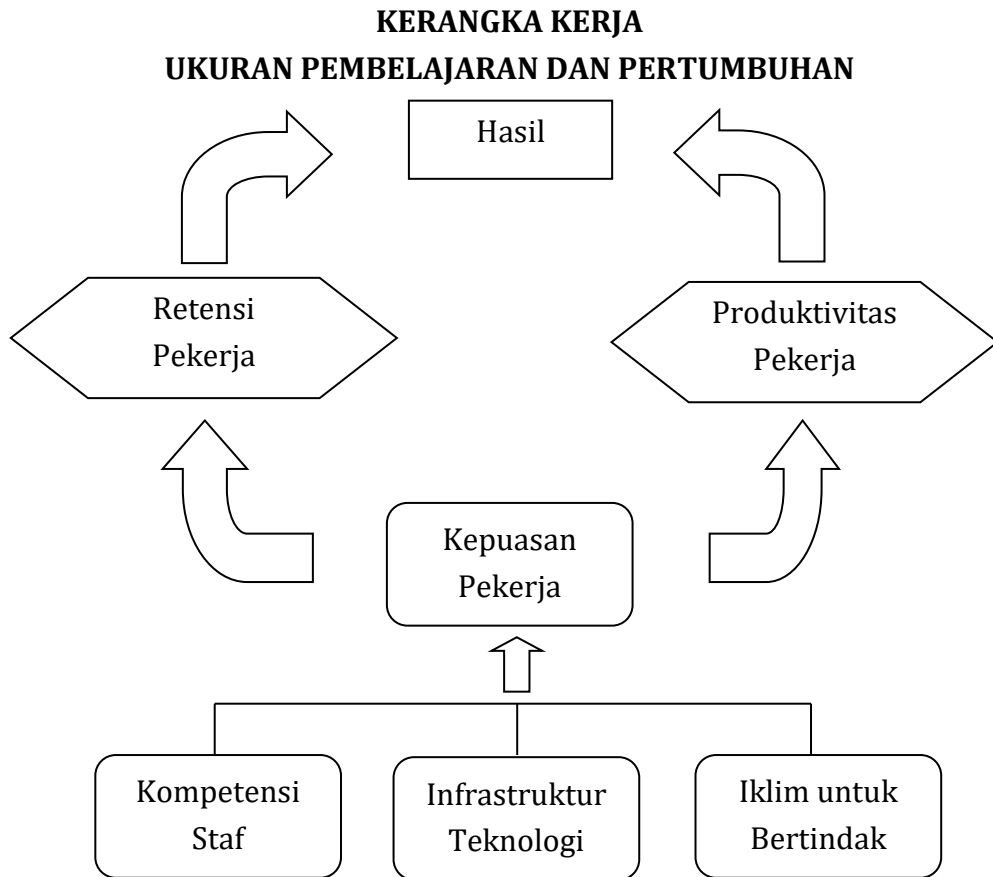 KERANGKA KERJA
UKURAN PEMBELAJARAN DAN PERTUMBUHAN
Hasil
Retensi
Pekerja
Produktivitas
Pekerja
Kepuasan
Pekerja
Kompetensi
Staf
Infrastruktur
Teknologi
Iklim untuk
Bertindak